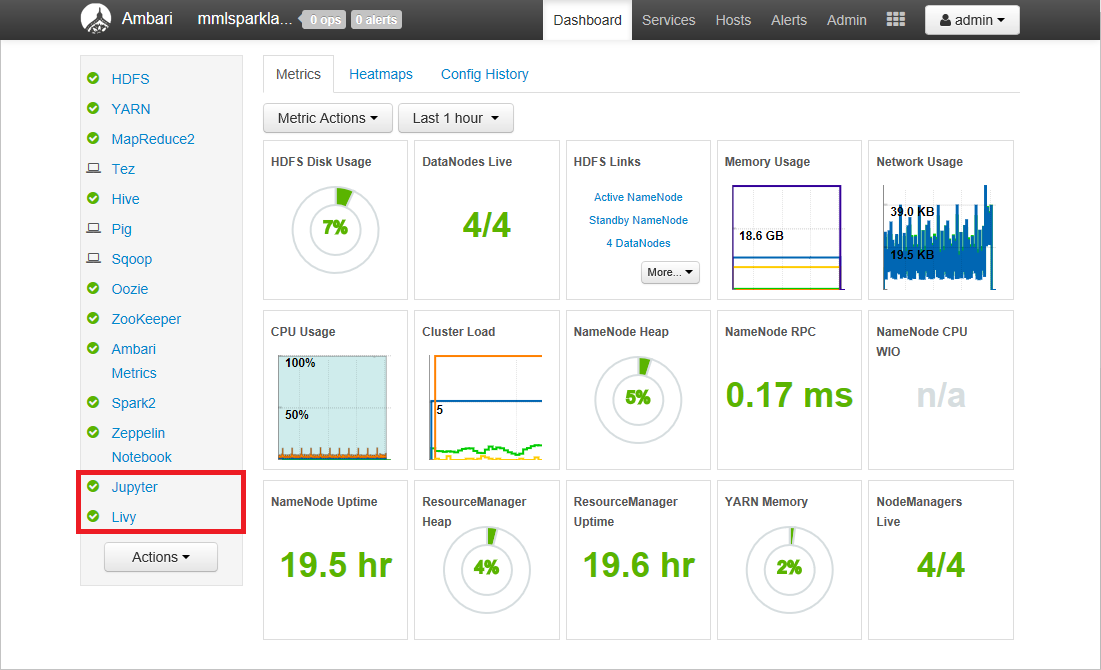 Ambari mmlsparkla... 0 ops 0 alerts Dashboard Services Hosts Alerts Admin admin
HDFS
YARN
MapReduce2
Tez
Hive
Pig
Sqoop
Oozie
ZooKeeper
Ambari
Metrics
Spark2
Zeppelin
Notebook
Jupyter
Livy
Actions
Metrics Heatmaps Config History
Metric Actions Last 1 hour
HDFS Disk Usage
7%
DataNodes Live
4/4
HDFS Links
Active NameNode
Standby NameNode
4 DataNodes
More...
Memory Usage
18.6 GB
Network Usage
39.0 KB
19.5 KB
CPU Usage
100%
50%
Cluster Load
5
NameNode Heap
5%
NameNode RPC
0.17 ms
NameNode CPU
WIO
n/a
NameNode Uptime
19.5 hr
ResourceManager
Heap
4%
ResourceManager
Uptime
19.6 hr
YARN Memory
2%
NodeManagers
Live
4/4